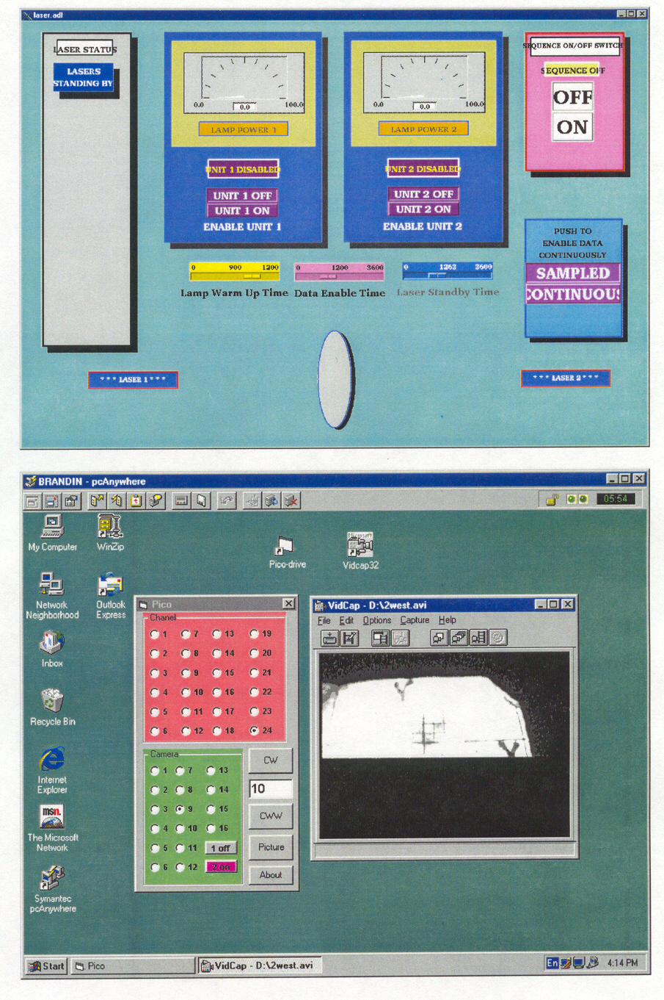 laser.adl
LASER STATUS
LASERS
STANDING BY
0.0 0.0 100.0
LAMP POWER 1
UNIT 1 DISABLED
UNIT 1 OFF
UNIT 1 ON
ENABLE UNIT 1
0.0 0.0 100.0
LAMP POWER 2
UNIT 2 DISABLED
UNIT 2 OFF
UNIT 2 ON
ENABLE UNIT 2
SEQUENCE ON/OFF SWITCH
SEQUENCE OFF
OFF
ON
PUSH TO
ENABLE DATA
CONTINUOUSLY
SAMPLED
CONTINUOUS
0 900 1200
Lamp Warm Up Time
0 1200 3600
Data Enable Time
0 1263 3600
Laser Standby Time
* * * LASER 1 * * *
* * * LASER 2 * * *
BRANDIN - pcAnywhere
05:54
My Computer
WinZip
Pico-drive
Microsoft
Vidcap32
Network
Neighborhood
Outlook
Express
Inbox
Recycle Bin
Internet
Explorer
msn.
The Microsoft
Network
Symantec
pcAnywhere
Pico
Chanel
1 7 13 19
2 8 14 20
3 9 15 21
4 10 16 22
5 11 17 23
6 12 18 24
Camera
1 7 13
2 8 14
3 9 15
4 10 16
5 11 1 off
6 12 2 on
CW
10
CWW
Picture
About
VidCap - D:\2west.avi
File Edit Options Capture Help
Start
Pico
VidCap - D:\2west.avi
En
4:14 PM